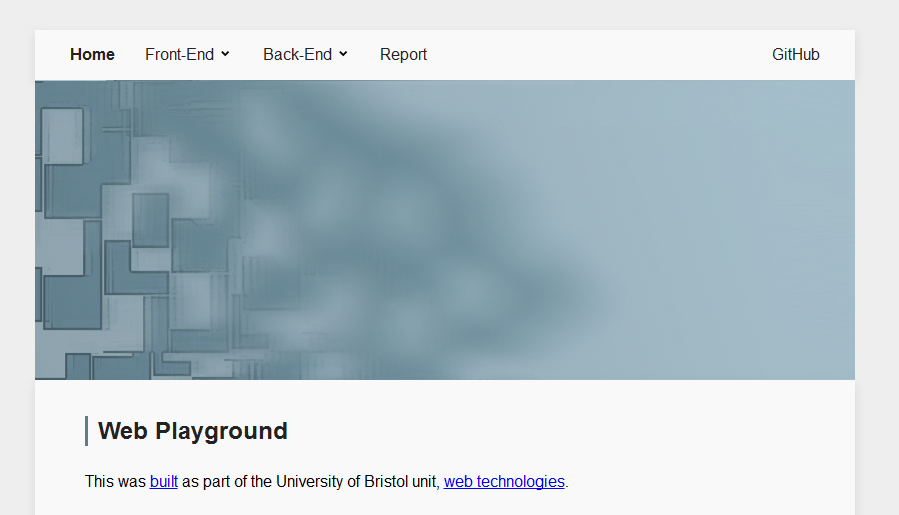 Home Front-End Back-End Report GitHub
Web Playground
This was built as part of the University of Bristol unit, web technologies.